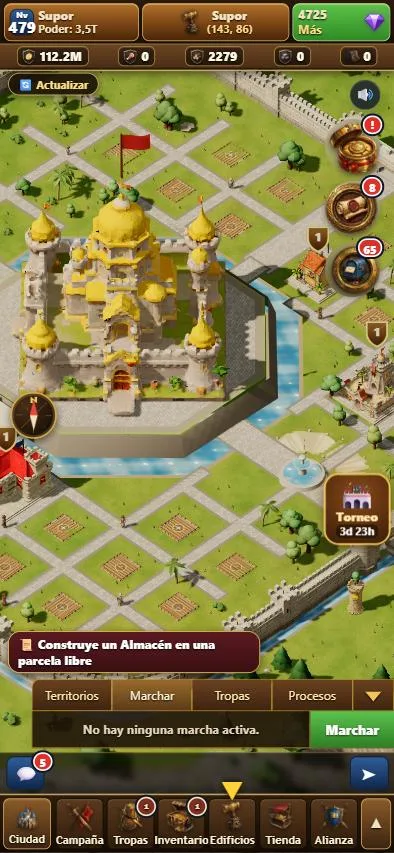 Nv
479
Supor
Poder: 3,5T
Supor
(143, 86)
4725
Más
112.2M
0
2279
0
0
Actualizar
!
8
65
1
1
N
1
Torneo
3d 23h
Construye un Almacén en una
parcela libre
Territorios
Marchar
Tropas
Procesos
No hay ninguna marcha activa.
Marchar
5
1
1
Ciudad
Campaña
Tropas
Inventario
Edificios
Tienda
Alianza